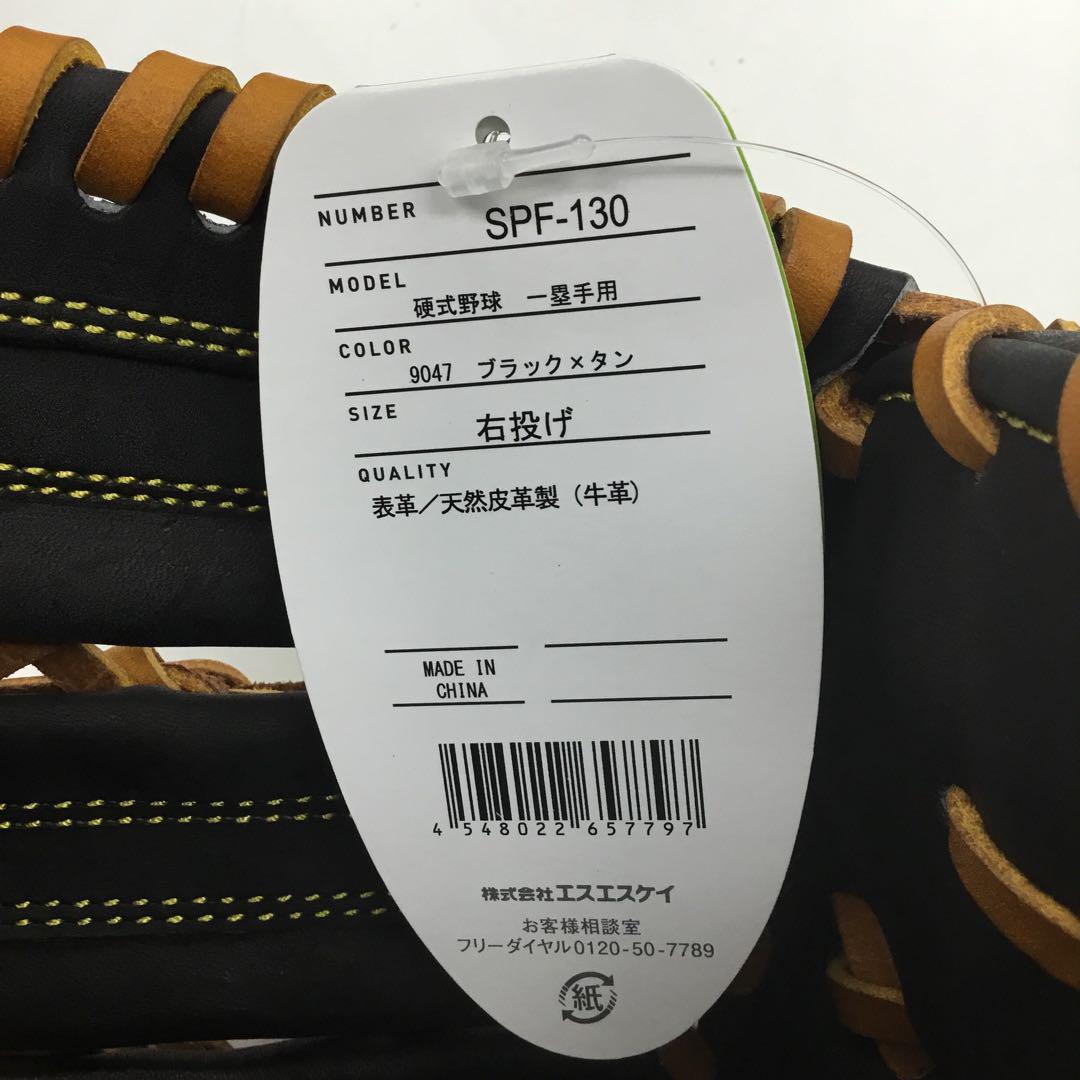 NUMBER SPF-130
MODEL 硬式野球 一塁手用
COLOR 9047 ブラック×タン
SIZE 右投げ
QUALITY
表革/天然皮革製(牛革)
MADE IN
CHINA
4 548022 657797
株式会社エスエスケイ
お客様相談室
フリーダイヤル0120-50-7789
紙